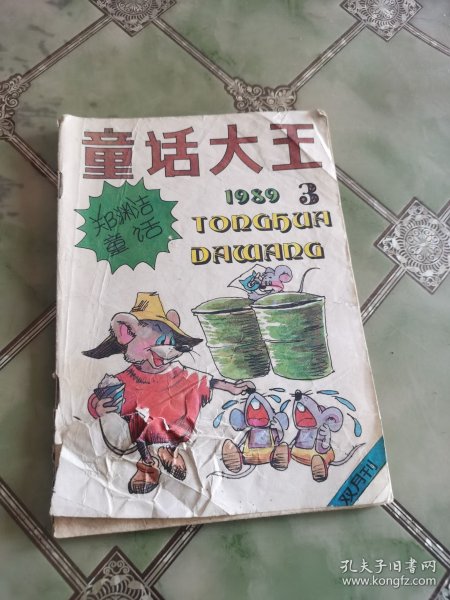 童话大王
郑渊洁
童话
1989 3
TONGHUA
DAWANG
双月刊
孔夫子旧书网
www.kongfz.com